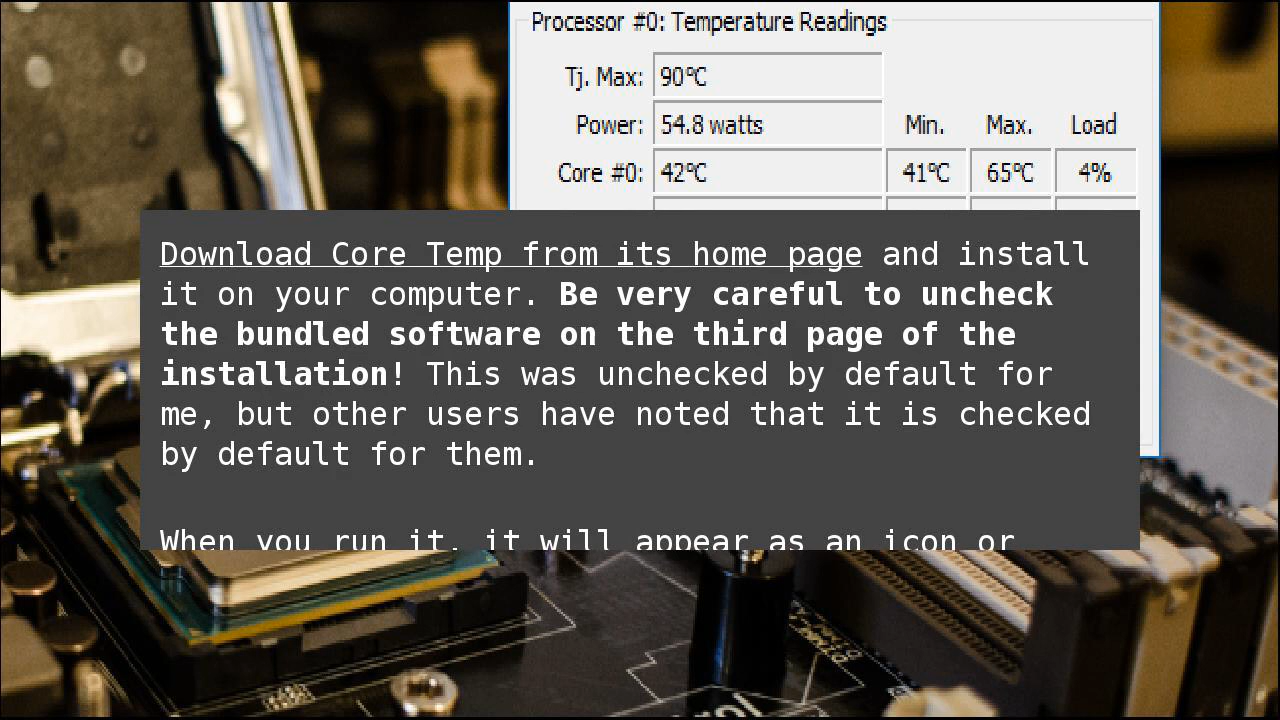 Processor #0: Temperature Readings
Tj. Max: 90°C
Power: 54.8 watts Min. Max. Load
Core #0: 42°C 41°C 65°C 4%
Download Core Temp from its home page and install
it on your computer. Be very careful to uncheck
the bundled software on the third page of the
installation! This was unchecked by default for
me, but other users have noted that it is checked
by default for them.
When you run it, it will appear as an icon or